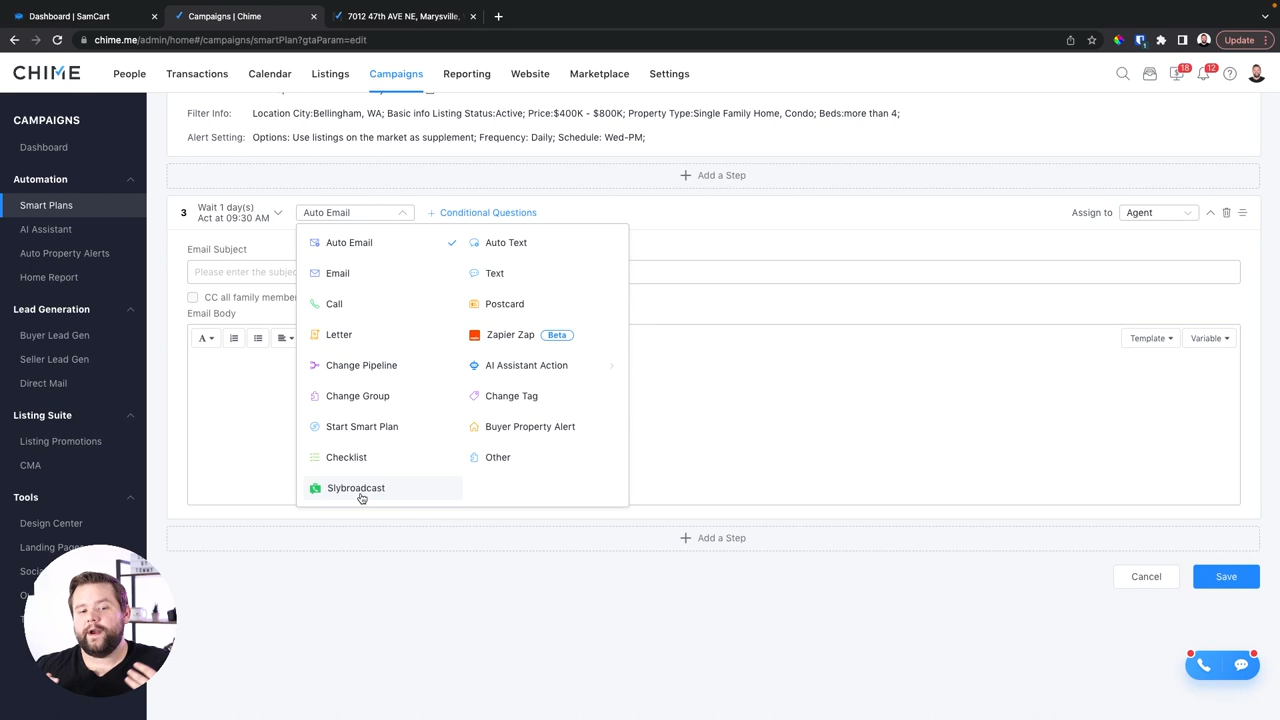 Dashboard | SamCart
Campaigns | Chime
7012 47th AVE NE, Marysville,
chime.me/admin/home#/campaigns/smartPlan?gtaParam=edit
Update
CHIME
People
Transactions
Calendar
Listings
Campaigns
Reporting
Website
Marketplace
Settings
18
12
CAMPAIGNS
Dashboard
Automation
Smart Plans
AI Assistant
Auto Property Alerts
Home Report
Lead Generation
Buyer Lead Gen
Seller Lead Gen
Direct Mail
Listing Suite
Listing Promotions
CMA
Tools
Design Center
Landing Pages
Filter Info: Location City:Bellingham, WA; Basic info Listing Status:Active; Price:$400K - $800K; Property Type:Single Family Home, Condo; Beds:more than 4;
Alert Setting: Options: Use listings on the market as supplement; Frequency: Daily; Schedule: Wed-PM;
Add a Step
3
Wait 1 day(s)
Act at 09:30 AM
Auto Email
Conditional Questions
Assign to
Agent
Email Subject
Please enter the subje
CC all family member
Email Body
A
Template
Variable
Auto Email
Auto Text
Email
Text
Call
Postcard
Letter
Zapier Zap Beta
Change Pipeline
AI Assistant Action
Change Group
Change Tag
Start Smart Plan
Buyer Property Alert
Checklist
Other
Slybroadcast
Add a Step
Cancel
Save